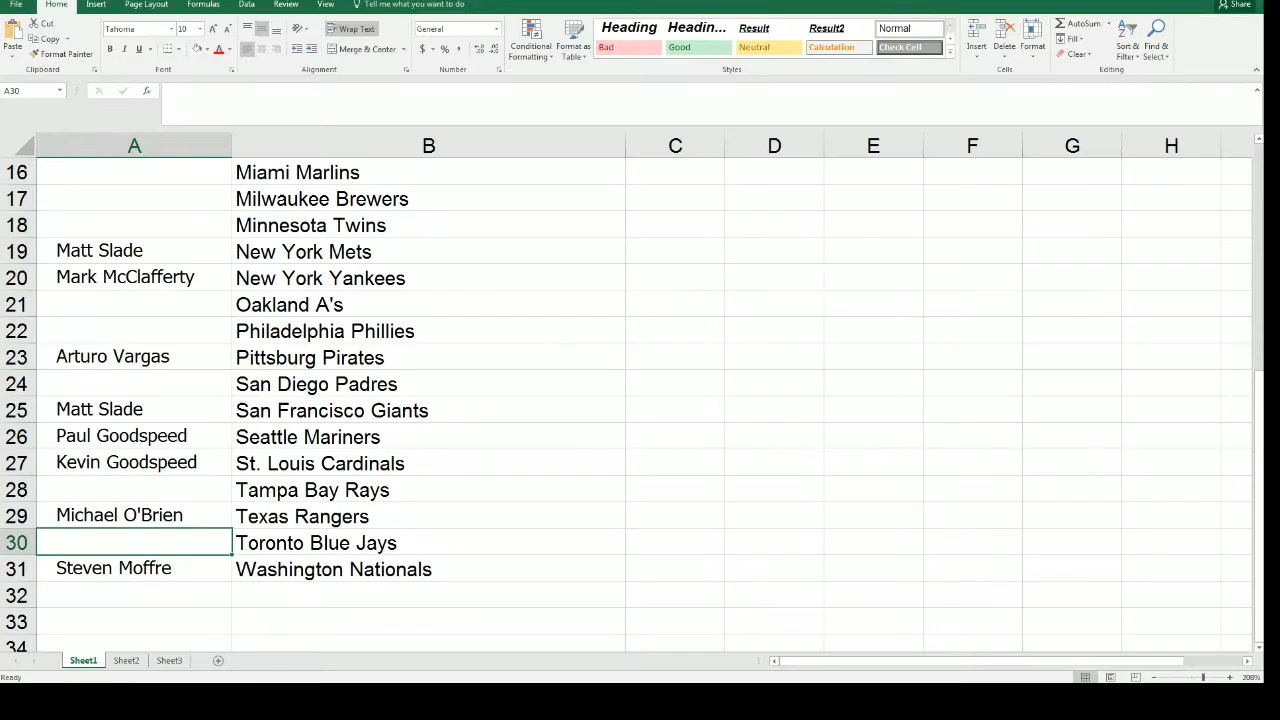 File Home Insert Page Layout Formulas Data Review View Tell me what you want to do Share
Cut Tahoma 10 Wrap Text General Heading Headin... Result Result2 Normal AutoSum
Copy Fill
Paste Format Painter Merge & Center Conditional Formatting Format as Table Bad Good Neutral Calculation Check Cell Insert Delete Format Clear Sort & Filter Find & Select
Clipboard Font Alignment Number Styles Cells Editing
A30 fx
A B C D E F G H
16 Miami Marlins
17 Milwaukee Brewers
18 Minnesota Twins
19 Matt Slade New York Mets
20 Mark McClafferty New York Yankees
21 Oakland A's
22 Philadelphia Phillies
23 Arturo Vargas Pittsburg Pirates
24 San Diego Padres
25 Matt Slade San Francisco Giants
26 Paul Goodspeed Seattle Mariners
27 Kevin Goodspeed St. Louis Cardinals
28 Tampa Bay Rays
29 Michael O'Brien Texas Rangers
30 Toronto Blue Jays
31 Steven Moffre Washington Nationals
32
33
34
Sheet1 Sheet2 Sheet3
Ready 208%